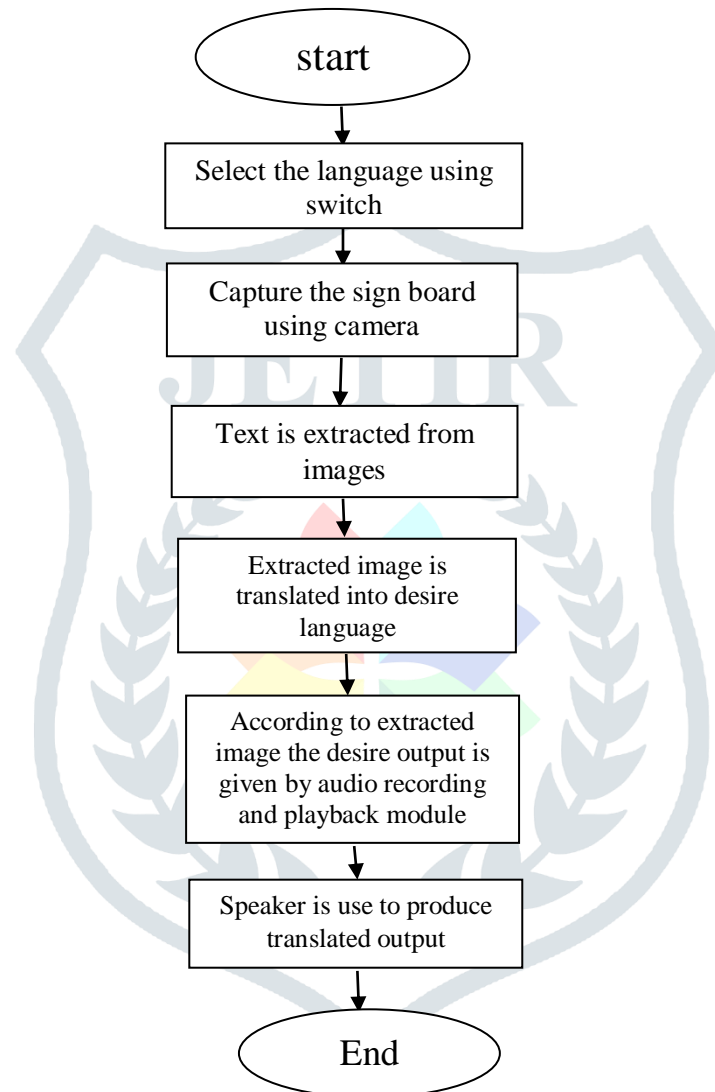 start
Select the language using
switch
Capture the sign board
using camera
JETIR
Text is extracted from
images
Extracted image is
translated into desire
language
According to extracted
image the desire output is
given by audio recording
and playback module
Speaker is use to produce
translated output
End